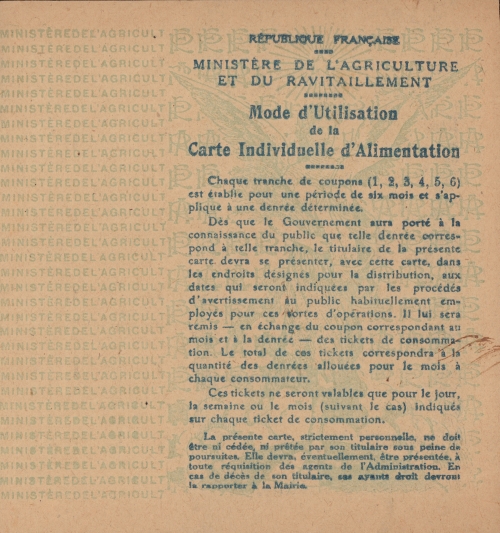 RÉPUBLIQUE FRANÇAISE
MINISTÈRE DE L'AGRICULTURE
ET DU RAVITAILLEMENT
Mode d'Utilisation
de la
Carte Individuelle d'Alimentation
Chaque tranche de coupons (1, 2, 3, 4, 5, 6)
est établie pour une période de six mois et s'ap-
plique à une denrée déterminée.
Dès que le Gouvernement aura porté à la
connaissance du public que telle denrée corres-
pond à telle tranche, le titulaire de la présente
carte devra se présenter, avec cette carte, dans
les endroits désignés pour la distribution, aux
dates qui seront indiquées par les procédés
d'avertissement au public habituellement em-
ployés pour ces sortes d'opérations. Il lui sera
remis — en échange du coupon correspondant au
mois et à la denrée — des tickets de consomma-
tion. Le total de ces tickets correspondra à la
quantité des denrées allouées pour le mois à
chaque consommateur.
Ces tickets ne seront valables que pour le jour,
la semaine ou le mois (suivant le cas) indiqués
sur chaque ticket de consommation.
La présente carte, strictement personnelle, ne doit
être ni cédée, ni prêtée par son titulaire sous peine de
poursuites. Elle devra, éventuellement, être présentée, à
toute réquisition des agents de l'Administration. En
cas de décès de son titulaire, ses ayants droit devront
la rapporter à la Mairie.